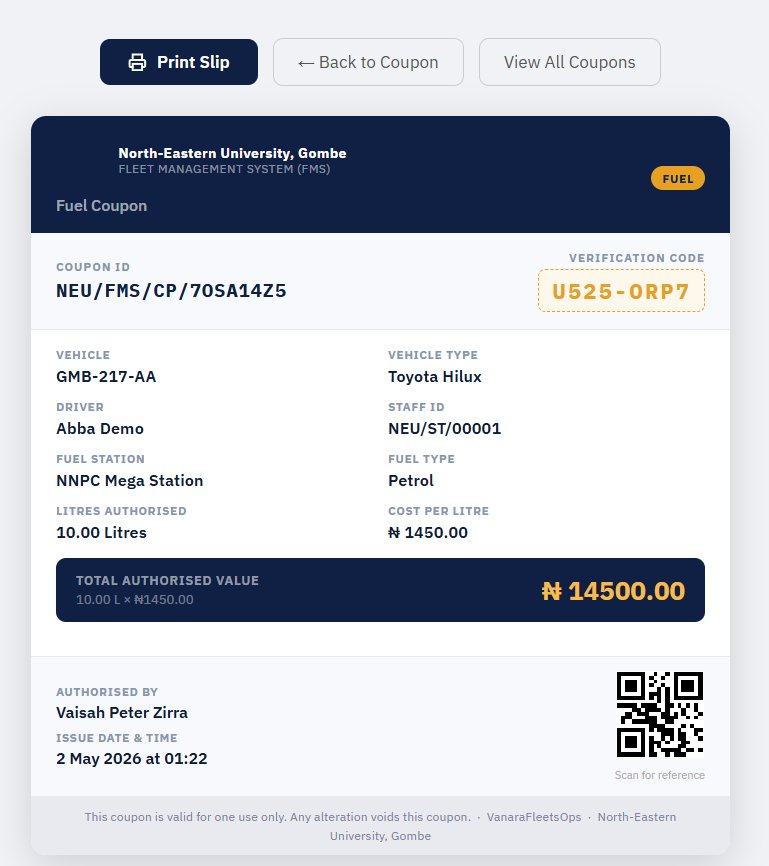 Print Slip
← Back to Coupon
View All Coupons
North-Eastern University, Gombe
FLEET MANAGEMENT SYSTEM (FMS)
Fuel Coupon
FUEL
COUPON ID
NEU/FMS/CP/7OSA14Z5
VERIFICATION CODE
U525-ORP7
VEHICLE
GMB-217-AA
VEHICLE TYPE
Toyota Hilux
DRIVER
Abba Demo
STAFF ID
NEU/ST/00001
FUEL STATION
NNPC Mega Station
FUEL TYPE
Petrol
LITRES AUTHORISED
10.00 Litres
COST PER LITRE
₦ 1450.00
TOTAL AUTHORISED VALUE
10.00 L × ₦1450.00
₦ 14500.00
AUTHORISED BY
Vaisah Peter Zirra
ISSUE DATE & TIME
2 May 2026 at 01:22
Scan for reference
This coupon is valid for one use only. Any alteration voids this coupon. · VanaraFleetsOps · North-Eastern
University, Gombe